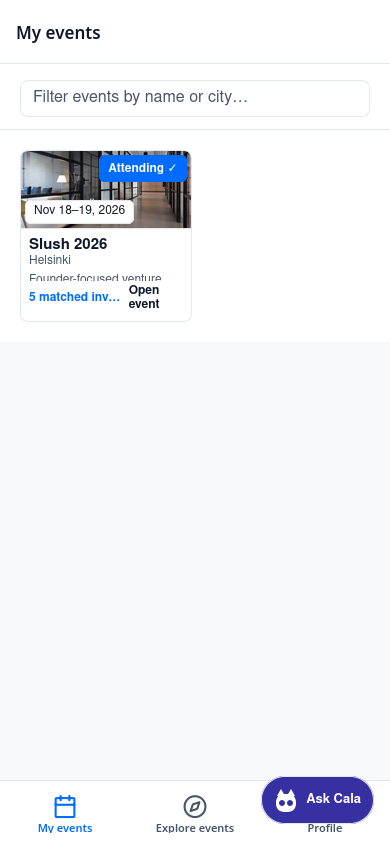 My events
Filter events by name or city…
Attending ✓
Nov 18–19, 2026
Slush 2026
Helsinki
Founder-focused venture
5 matched inv…
Open
event
Ask Cala
My events
Explore events
Profile